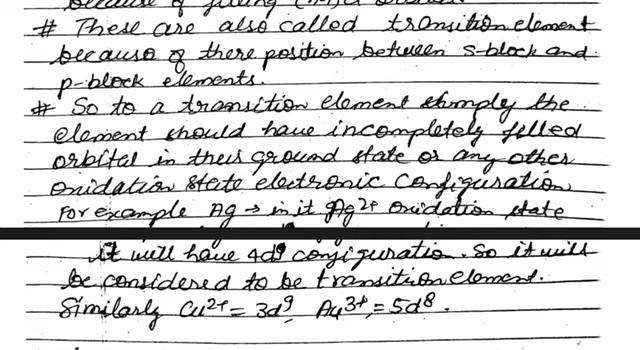 because of filling
# These are also called transition element
because of there position between s-block and
p-block elements.
# So to a transition element simply the
element should have incompletely filled
orbital in their ground state or any other
oxidation state electronic configuration
For example Ag → in it Ag2+ oxidation state
it will have 4d9 configuration. So it will
be considered to be transition element.
Similarly Cu2+ = 3d9, Au3+, = 5d8.